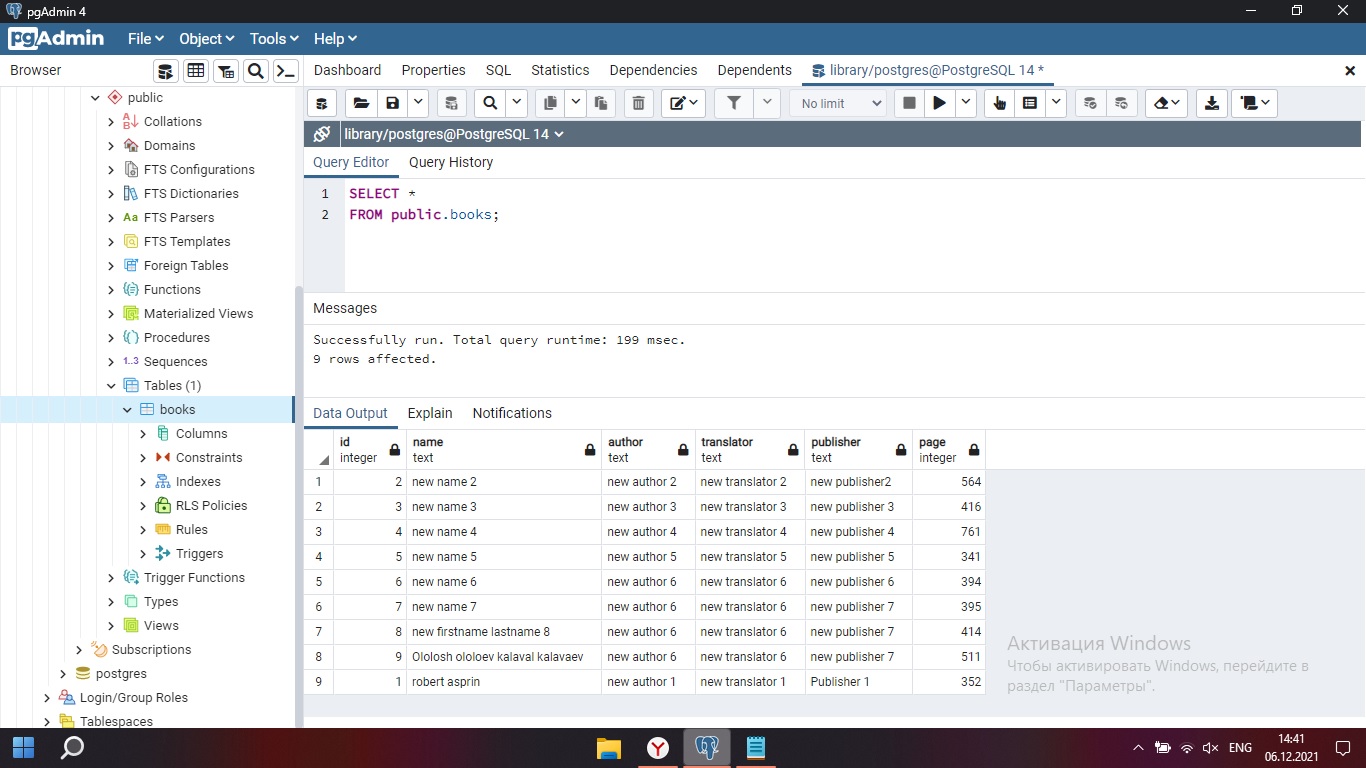 pgAdmin 4
pgAdmin File Object Tools Help
Browser
Dashboard Properties SQL Statistics Dependencies Dependents library/postgres@PostgreSQL 14 *
public
Collations
Domains
FTS Configurations
FTS Dictionaries
Aa FTS Parsers
FTS Templates
Foreign Tables
Functions
Materialized Views
Procedures
1..3 Sequences
Tables (1)
books
Columns
Constraints
Indexes
RLS Policies
Rules
Triggers
Trigger Functions
Types
Views
Subscriptions
postgres
Login/Group Roles
Tablespaces
No limit
library/postgres@PostgreSQL 14
Query Editor Query History
1 SELECT *
2 FROM public.books;
Messages
Successfully run. Total query runtime: 199 msec.
9 rows affected.
Data Output Explain Notifications
id name author translator publisher page
integer text text text text integer
1 2 new name 2 new author 2 new translator 2 new publisher2 564
2 3 new name 3 new author 3 new translator 3 new publisher 3 416
3 4 new name 4 new author 4 new translator 4 new publisher 4 761
4 5 new name 5 new author 5 new translator 5 new publisher 5 341
5 6 new name 6 new author 6 new translator 6 new publisher 6 394
6 7 new name 7 new author 6 new translator 6 new publisher 7 395
7 8 new firstname lastname 8 new author 6 new translator 6 new publisher 7 414
8 9 Ololosh ololoev kalaval kalavaev new author 6 new translator 6 new publisher 7 511
9 1 robert asprin new author 1 new translator 1 Publisher 1 352
Активация Windows
Чтобы активировать Windows, перейдите в
раздел "Параметры".
ENG
14:41
06.12.2021